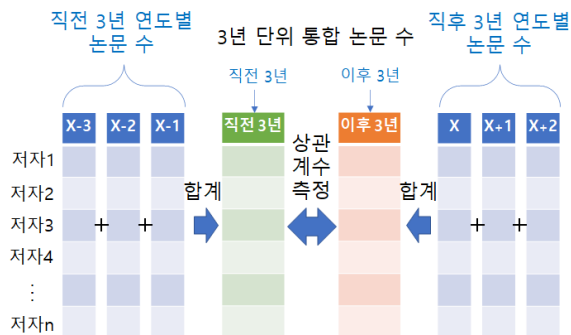 직전 3년 연도별
논문 수
3년 단위 통합 논문 수
직후 3년 연도별
논문 수
직전 3년
이후 3년
X-3 X-2 X-1
직전 3년
이후 3년
X X+1 X+2
상관
계수
측정
저자1
저자2
합계
합계
저자3
+ +
+ +
저자4
⋮
저자n